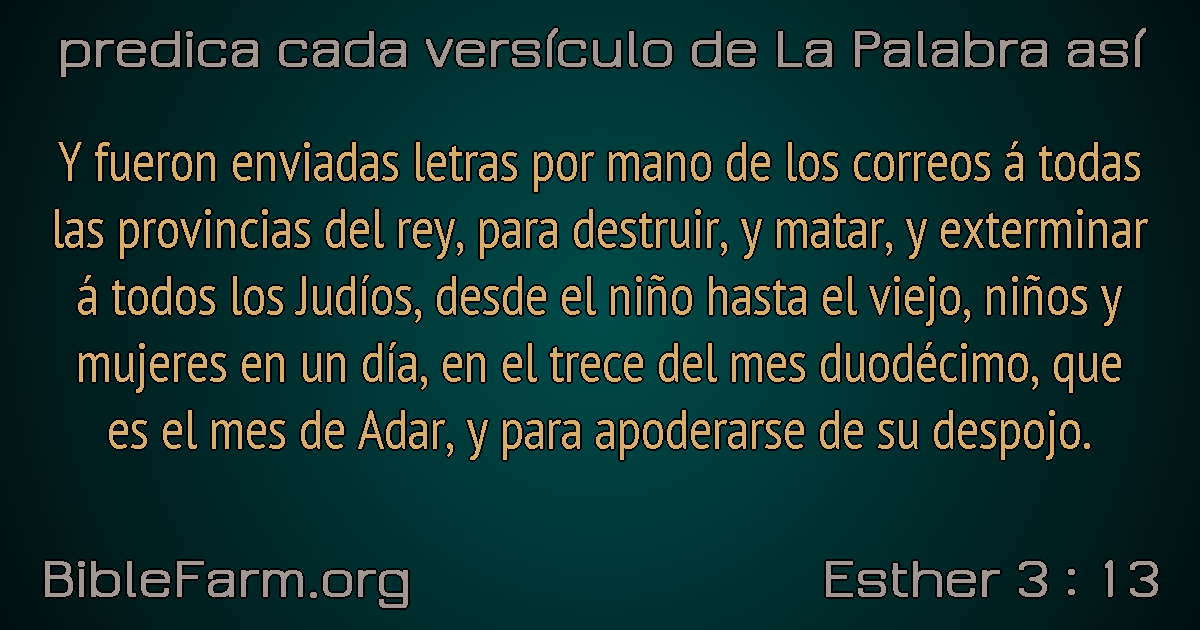 predica cada versículo de La Palabra así
Y fueron enviadas letras por mano de los correos á todas
las provincias del rey, para destruir, y matar, y exterminar
á todos los Judíos, desde el niño hasta el viejo, niños y
mujeres en un día, en el trece del mes duodécimo, que
es el mes de Adar, y para apoderarse de su despojo.
BibleFarm.org
Esther 3 : 13